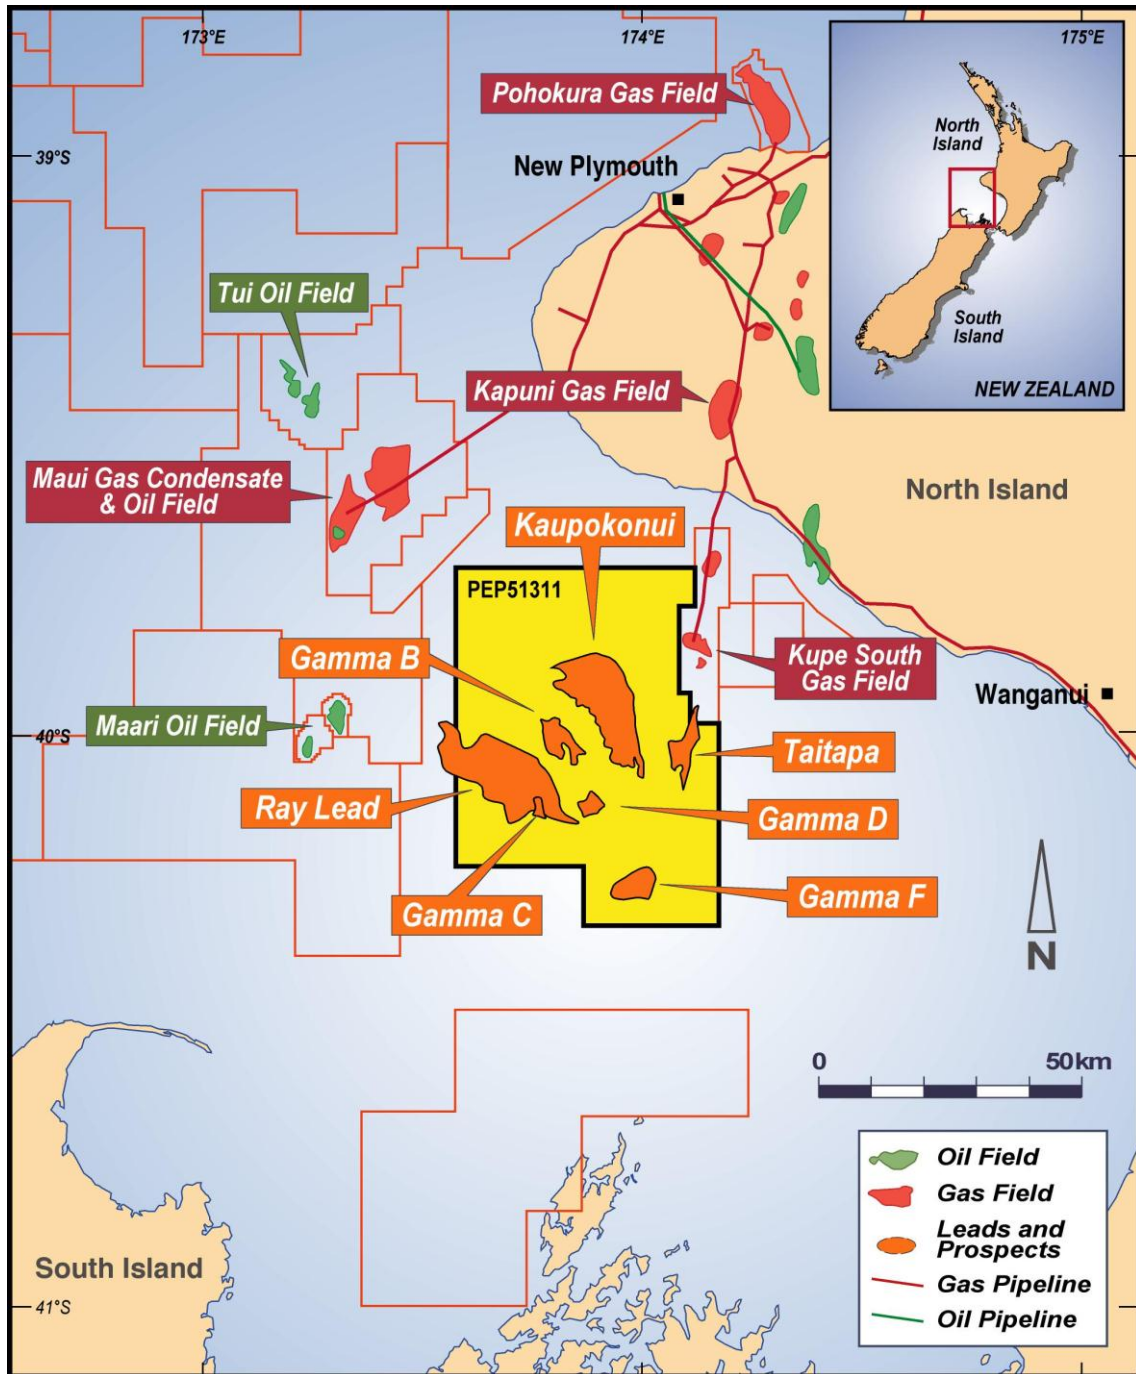 173°E
174°E
175°E
Pohokura Gas Field
39°S
New Plymouth
North
Island
South
Island
NEW ZEALAND
Tui Oil Field
Kapuni Gas Field
Maui Gas Condensate
& Oil Field
North Island
Kaupokonui
PEP51311
Gamma B
Kupe South
Gas Field
Wanganui
Maari Oil Field
40°S
Taitapa
Ray Lead
Gamma D
Gamma C
Gamma F
N
0
50km
Oil Field
Gas Field
Leads and
Prospects
Gas Pipeline
Oil Pipeline
South Island
41°S